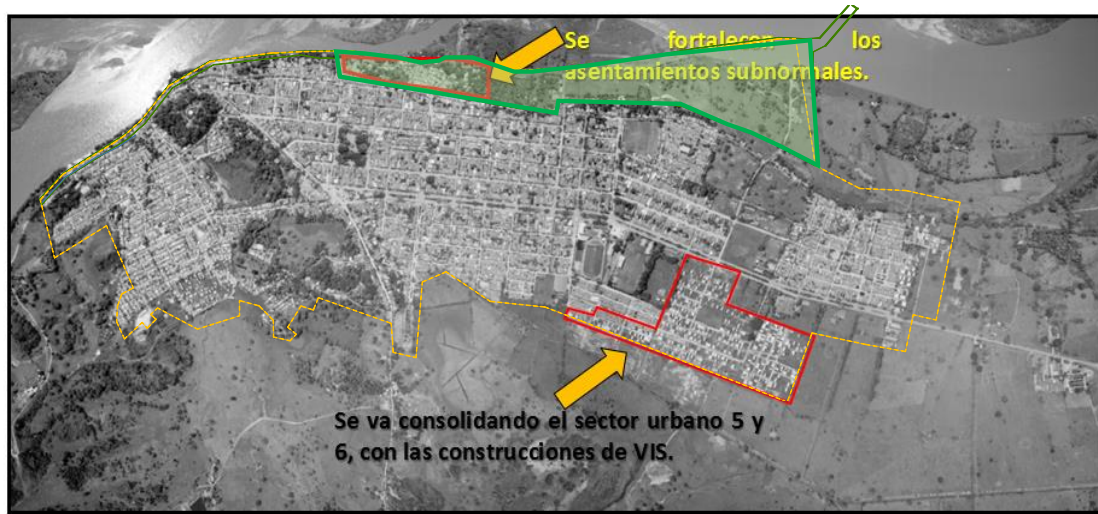 Se fortalecen los
asentamientos subnormales.
Se va consolidando el sector urbano 5 y
6, con las construcciones de VIS.